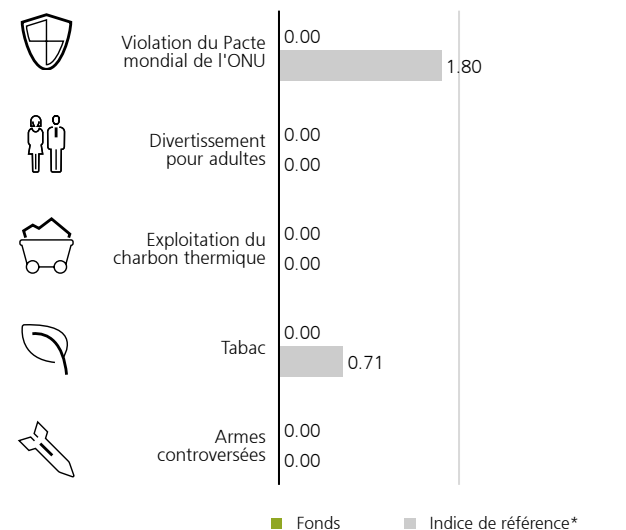 Violation du Pacte
mondial de l'ONU
0.00
1.80
Divertissement
pour adultes
0.00
0.00
Exploitation du
charbon thermique
0.00
0.00
Tabac
0.00
0.71
Armes
controversées
0.00
0.00
Fonds
Indice de référence*